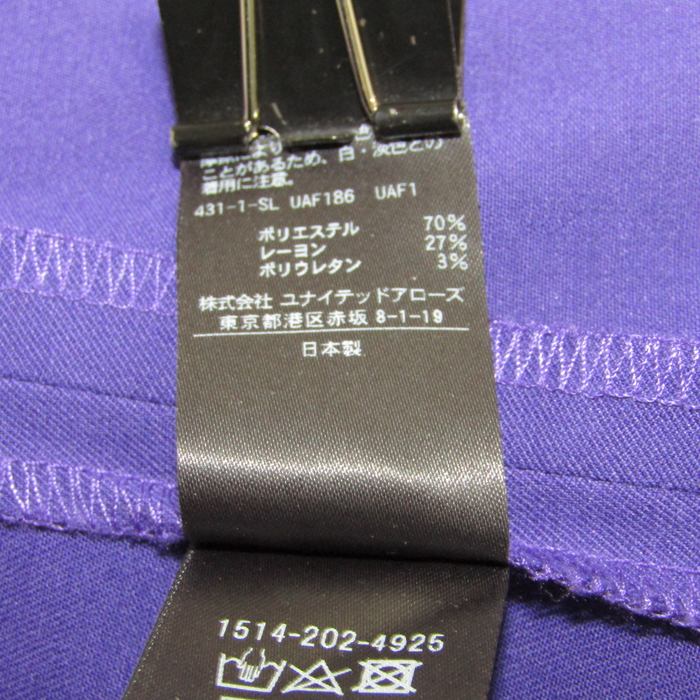 ことがあるため、白・淡色との
着用に注意。
431-1-SL UAF186 UAF1
ポリエステル 70%
レーヨン 27%
ポリウレタン 3%
株式会社 ユナイテッドアローズ
東京都港区赤坂 8-1-19
日本製
1514-202-4925